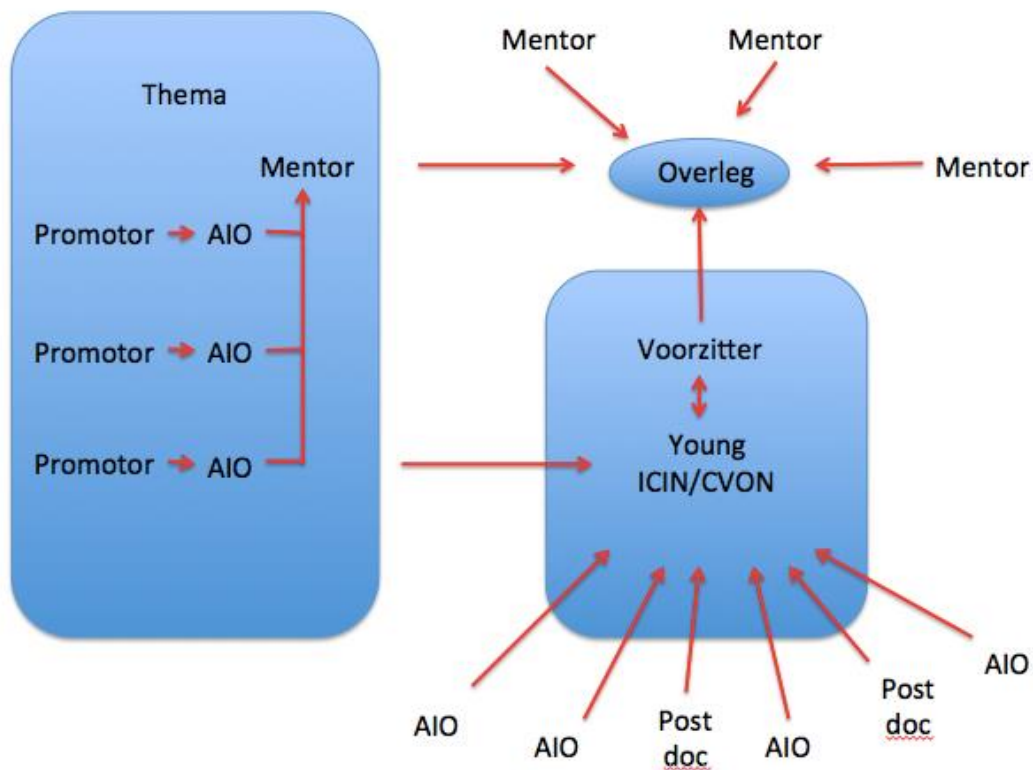 Thema
Mentor
Promotor AIO
Promotor AIO
Promotor AIO
Mentor
Mentor
Overleg
Mentor
Voorzitter
Young
ICIN/CVON
AIO
AIO
Post
doc
AIO
Post
doc
AIO